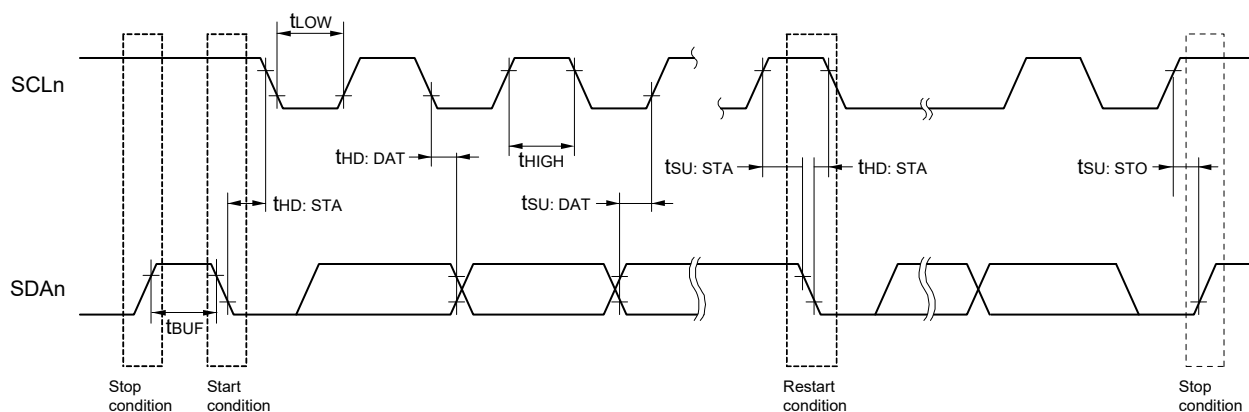 tLOW
SCLn
tHD: DAT
tHIGH
tSU: STA
tHD: STA
tSU: STO
tHD: STA
tSU: DAT
SDAn
tBUF
Stop
condition
Start
condition
Restart
condition
Stop
condition